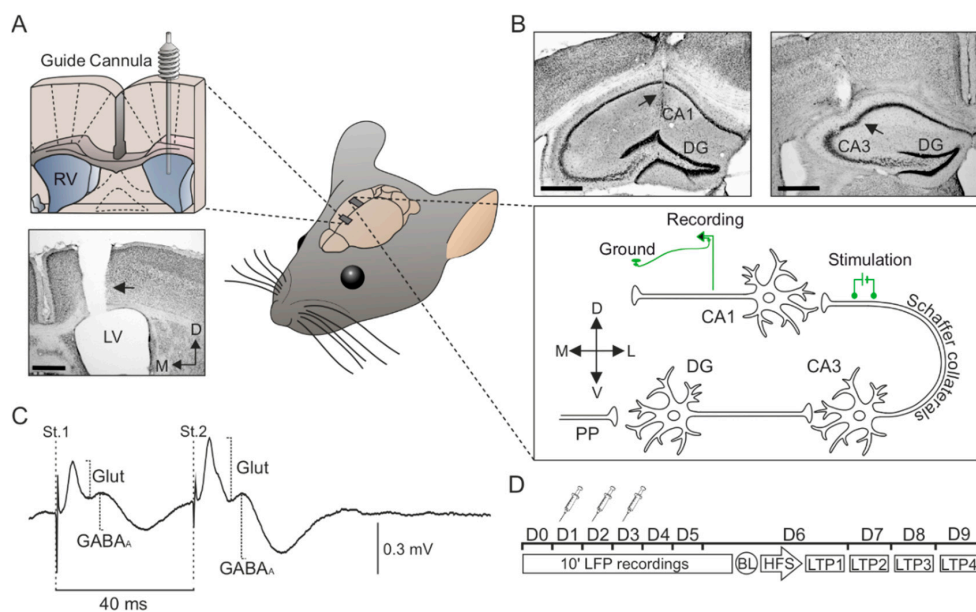 A
Guide Cannula
RV
LV
D
M
B
CA1
DG
CA3
DG
Recording
Ground
Stimulation
CA1
Schaffer collaterals
D
M
L
V
DG
CA3
PP
C
St.1
St.2
Glut
Glut
GABAA
GABAA
0.3 mV
40 ms
D
D0 D1 D2 D3 D4 D5 D6 D7 D8 D9
10' LFP recordings BL HFS LTP1 LTP2 LTP3 LTP4